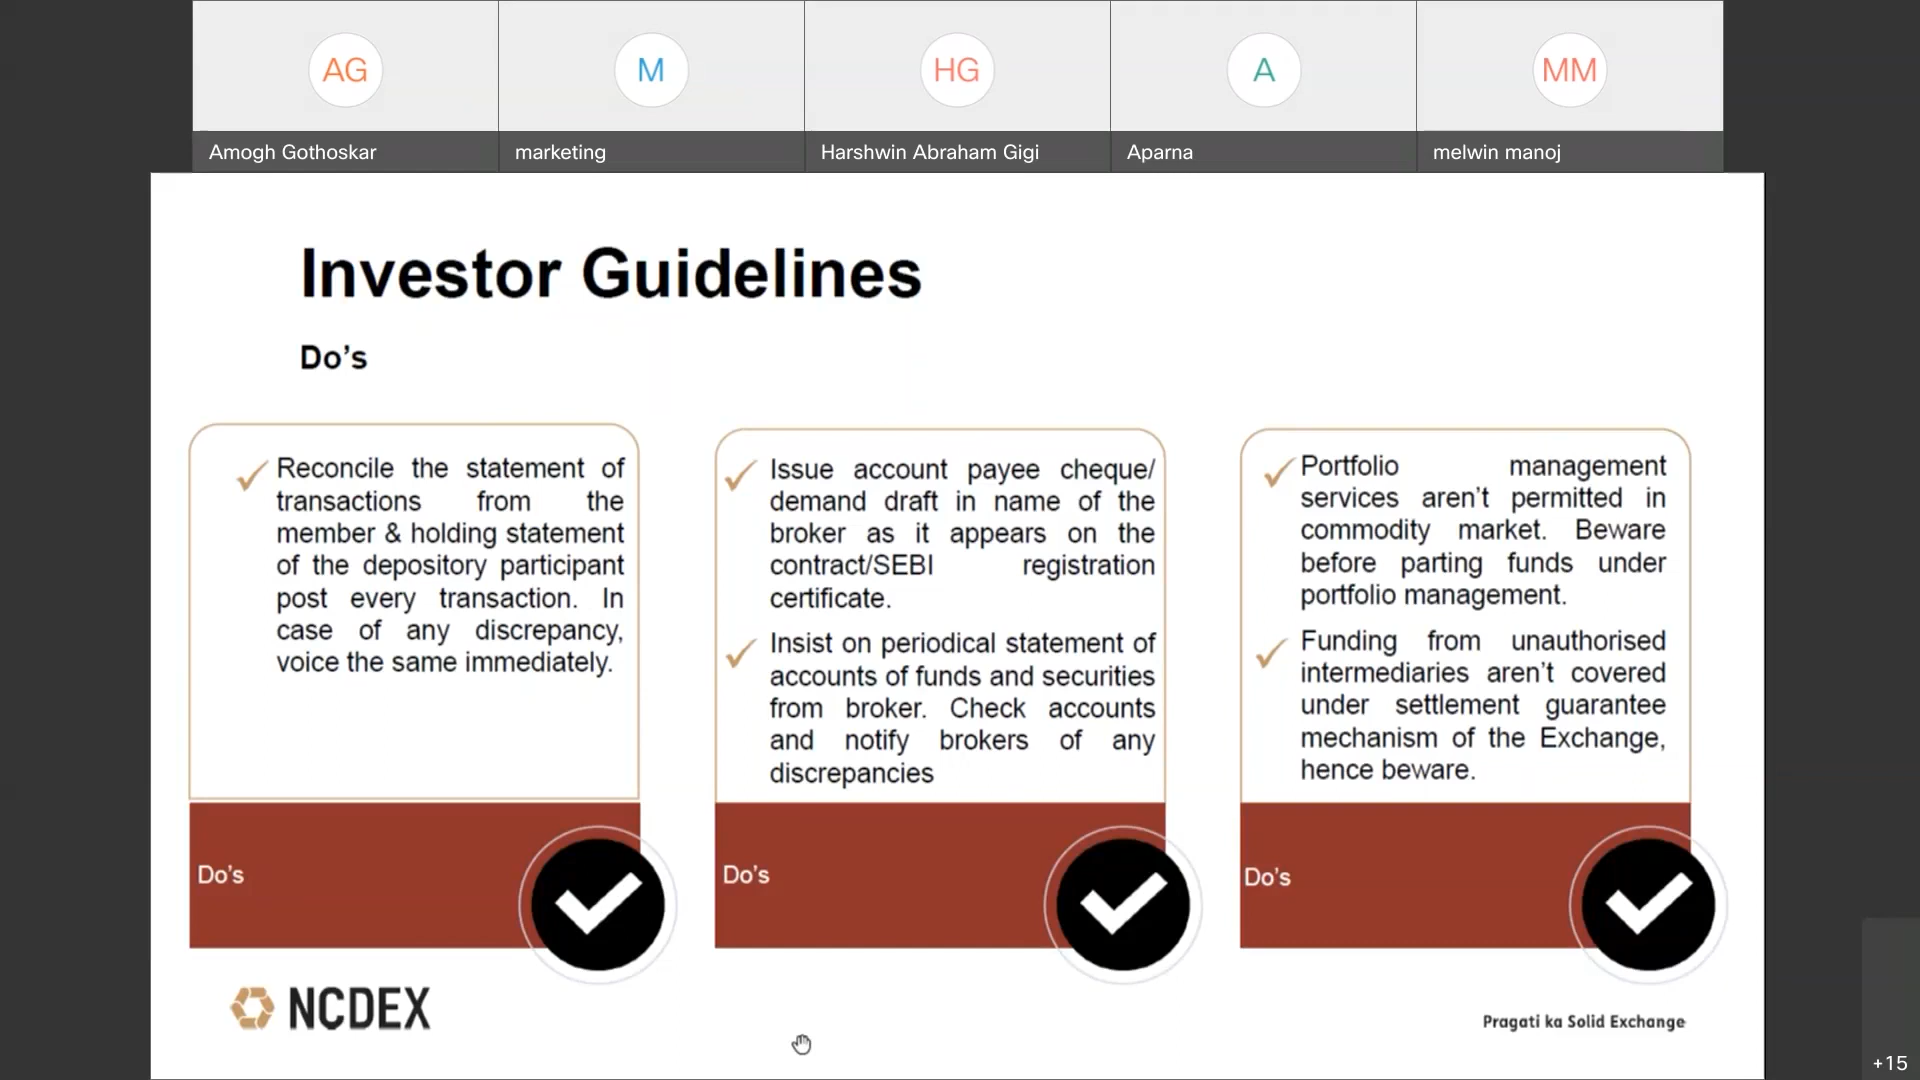 AG
M
HG
A
MM
Amogh Gothoskar
marketing
Harshwin Abraham Gigi
Aparna
melwin manoj
Investor Guidelines
Do's
Reconcile the statement of
transactions from the
member & holding statement
of the depository participant
post every transaction. In
case of any discrepancy,
voice the same immediately.
Do's
Issue account payee cheque/
demand draft in name of the
broker as it appears on the
contract/SEBI registration
certificate.
Insist on periodical statement of
accounts of funds and securities
from broker. Check accounts
and notify brokers of any
discrepancies
Do's
Portfolio management
services aren't permitted in
commodity market. Beware
before parting funds under
portfolio management.
Funding from unauthorised
intermediaries aren't covered
under settlement guarantee
mechanism of the Exchange,
hence beware.
Do's
NCDEX
Pragati ka Solid Exchange
+15